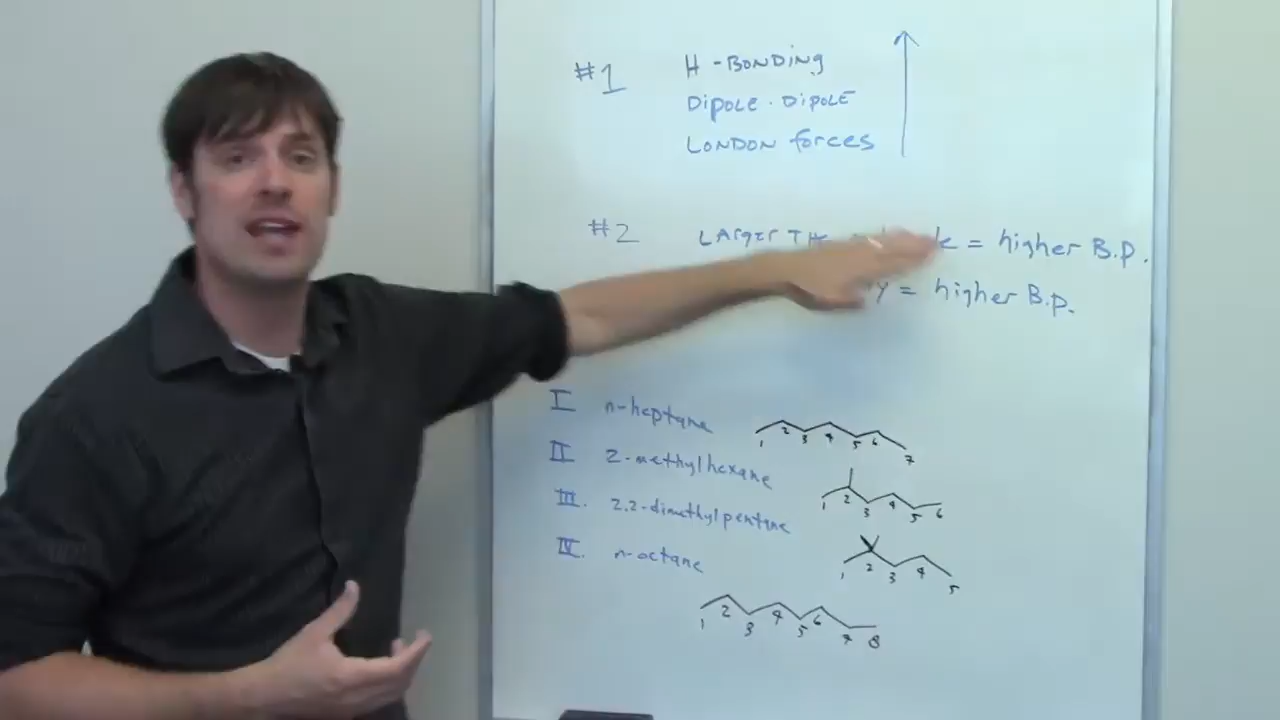 #1 H-BONDING
DIPOLE·DIPOLE
LONDON forces
#2 LARGER = higher B.P.
= higher B.P.
I n-heptane
1 2 3 4 5 6 7
II 2-methylhexane
1 2 3 4 5 6
III. 2,2-dimethylpentane
1 2 3 4 5
IV. n-octane
1 2 3 4 5 6 7 8